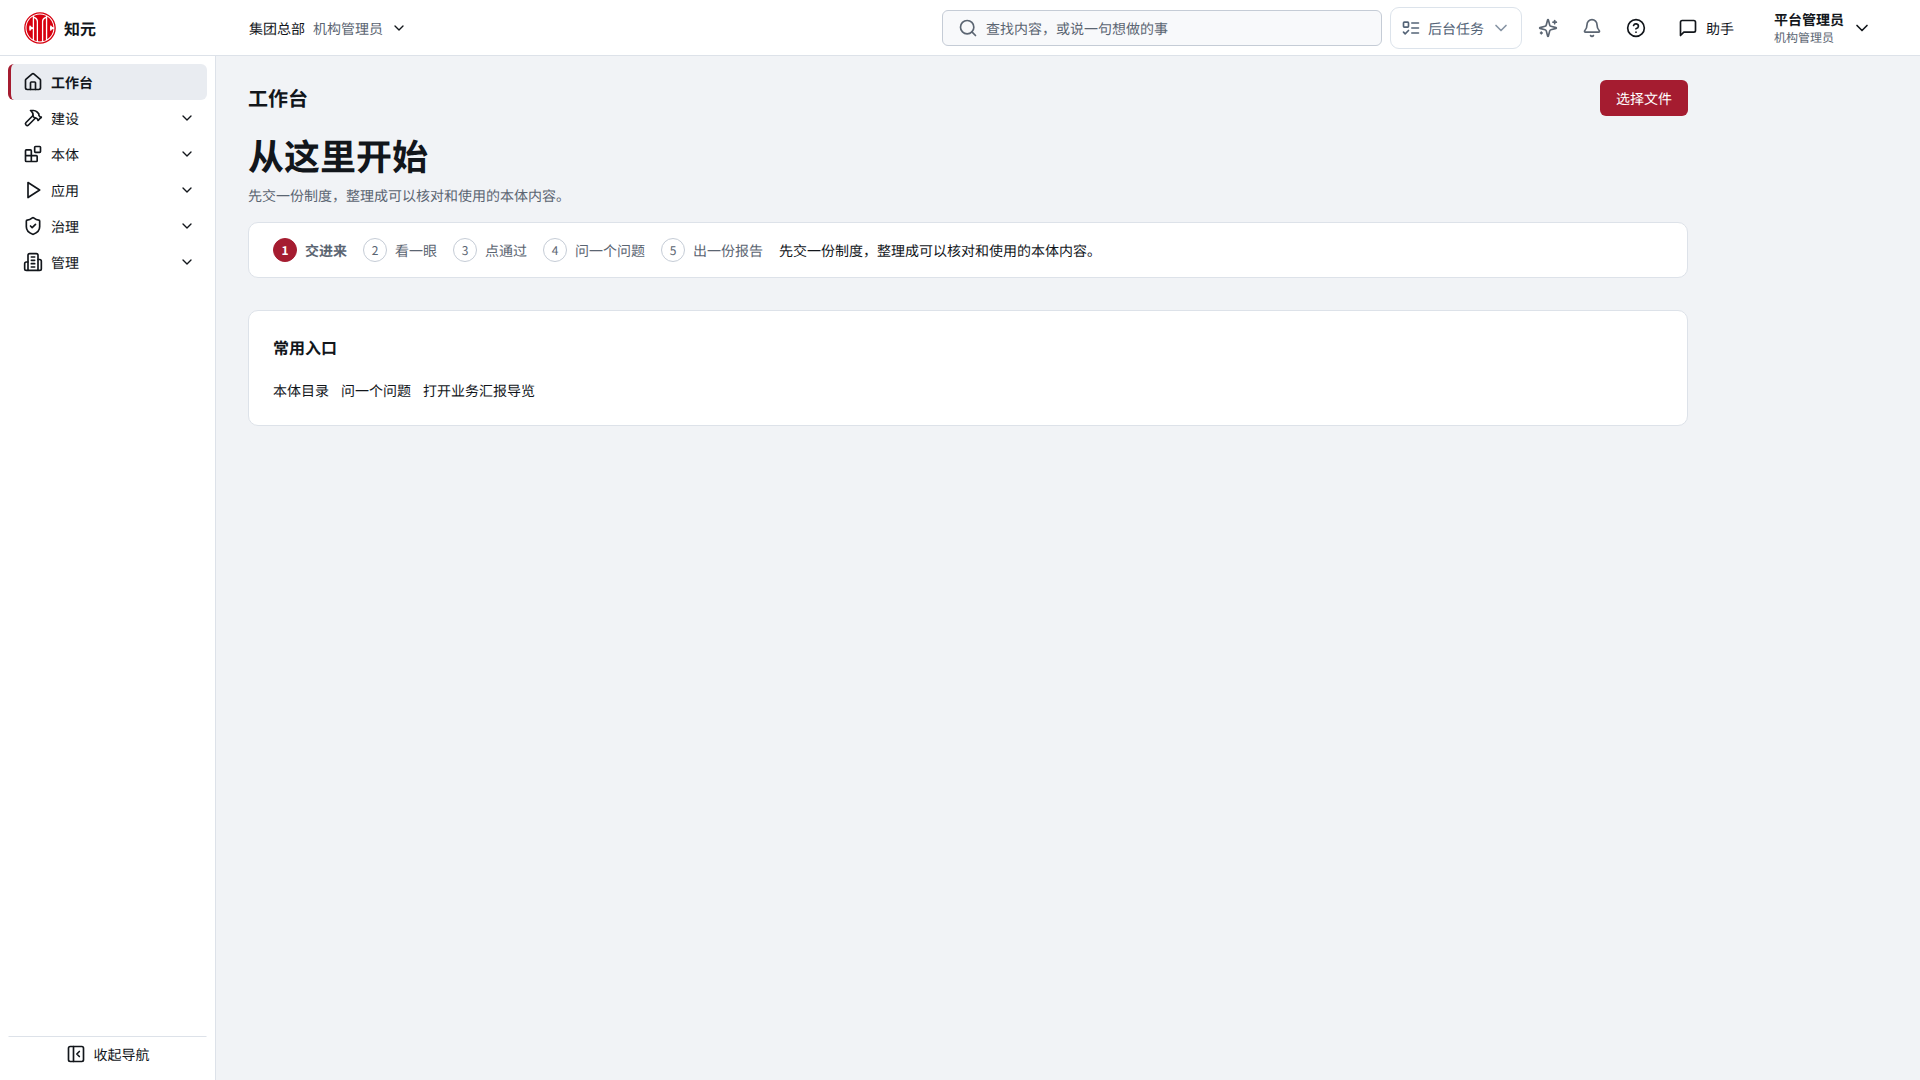 知元
集团总部 机构管理员
查找内容，或说一句想做的事
后台任务
助手
平台管理员
机构管理员
工作台
建设
本体
应用
治理
管理
收起导航
工作台
选择文件
从这里开始
先交一份制度，整理成可以核对和使用的本体内容。
1 交进来 2 看一眼 3 点通过 4 问一个问题 5 出一份报告 先交一份制度，整理成可以核对和使用的本体内容。
常用入口
本体目录 问一个问题 打开业务汇报导览